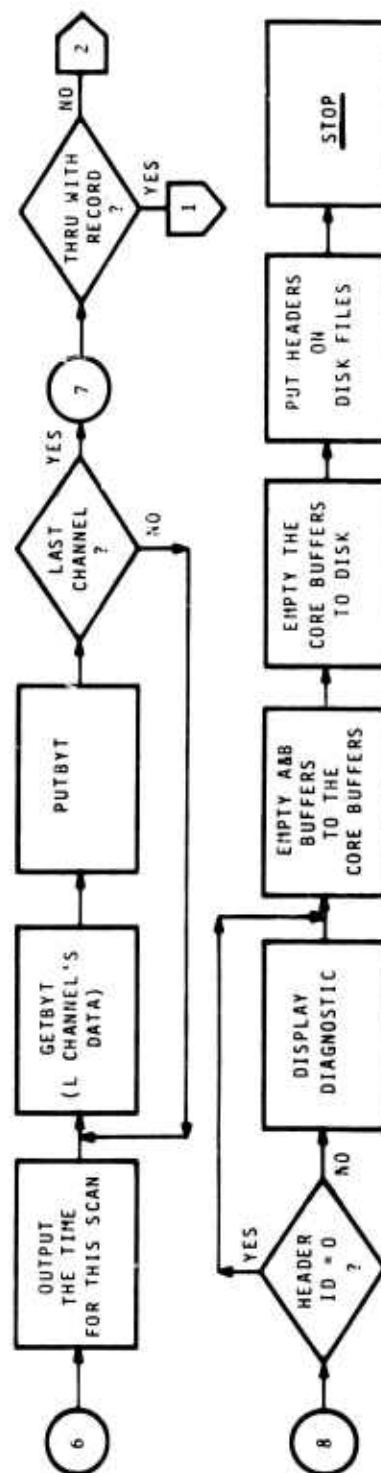 6
OUTPUT
THE TIME
FOR THIS SCAN
GETBYT
(L CHANNEL'S
DATA)
PUTBYT
LAST
CHANNEL
?
YES
NO
7
THRU WITH
RECORD
?
NO
2
YES
1
8
HEADER
ID = 0
?
YES
NO
DISPLAY
DIAGNOSTIC
EMPTY A&B
BUFFERS
TO THE
CORE BUFFERS
EMPTY THE
CORE BUFFERS
TO DISK
PUT HEADERS
ON
DISK FILES
STOP